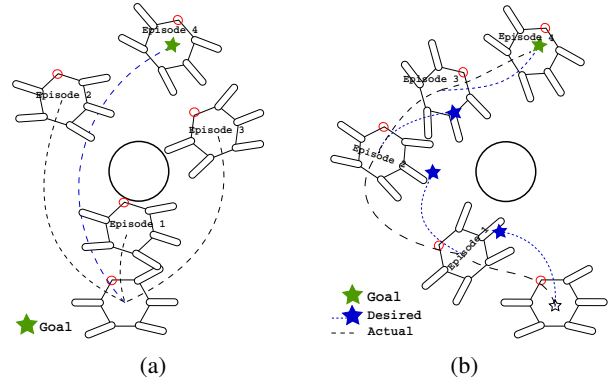 Episode 4
Episode 2
Episode 3
Episode 1
Goal
(a)
Episode 4
Episode 3
Episode 2
Episode 1
Goal
Desired
Actual
(b)